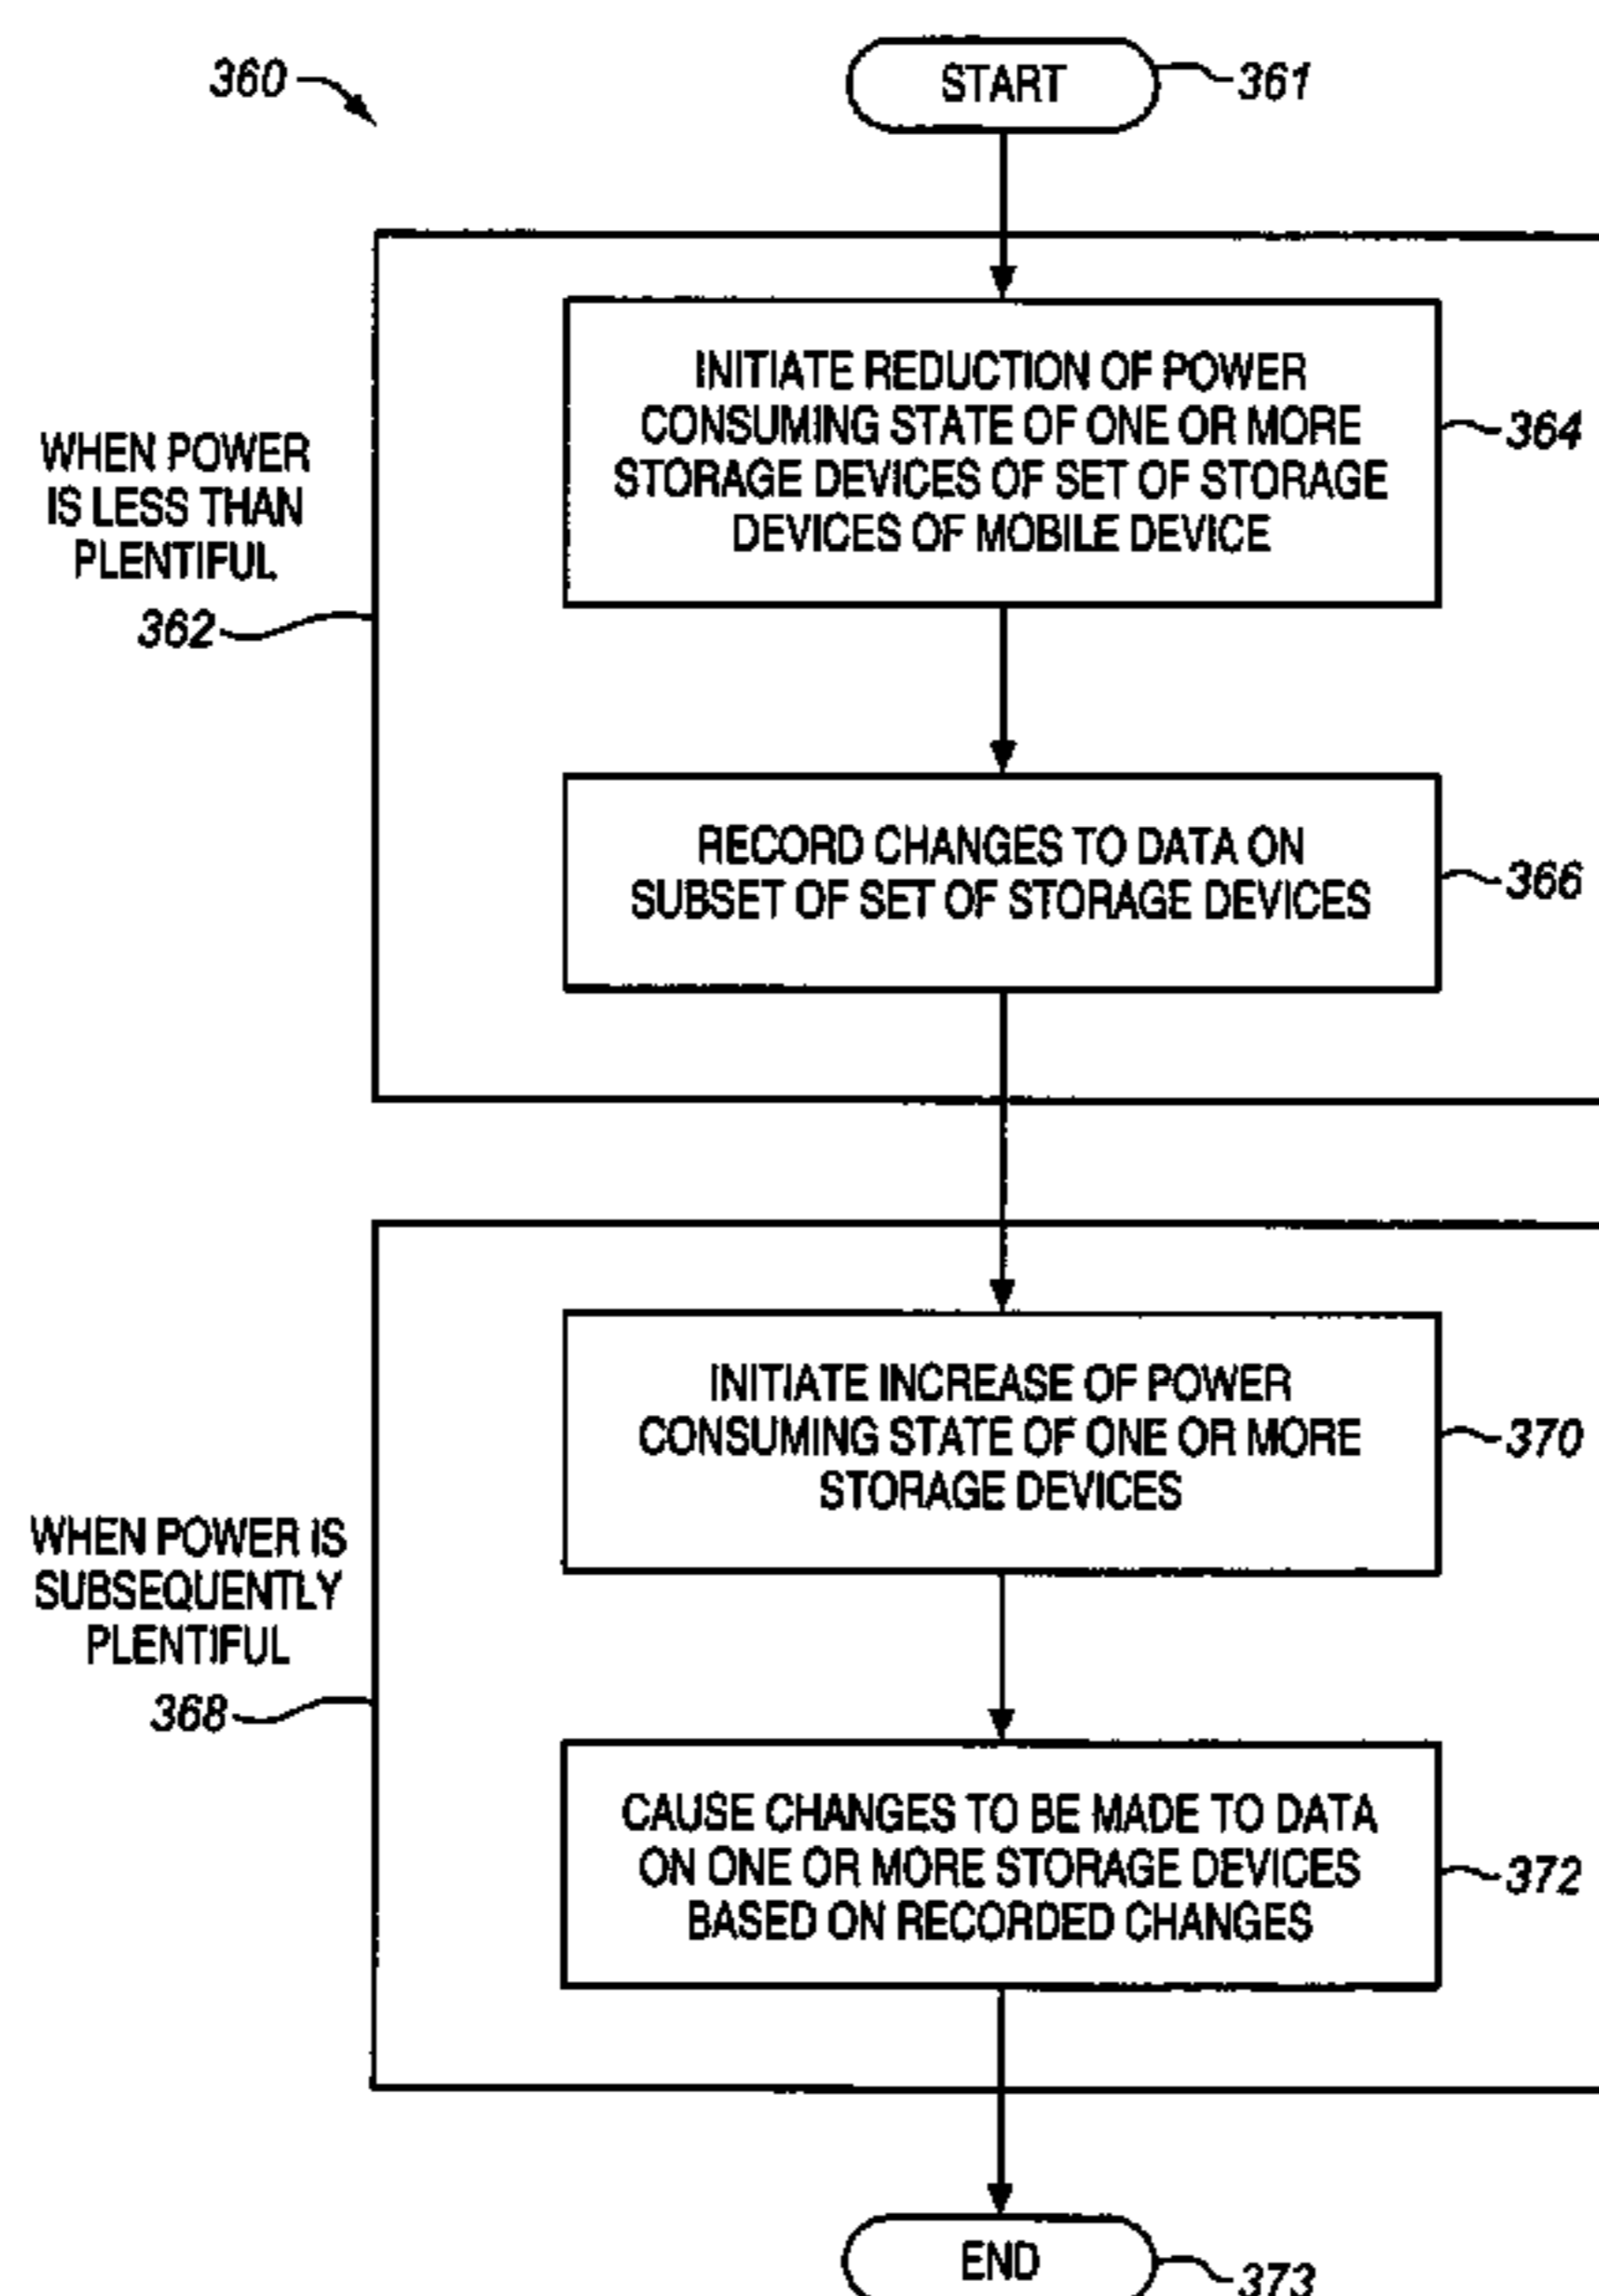 360
START
361
INITIATE REDUCTION OF POWER
CONSUMING STATE OF ONE OR MORE
STORAGE DEVICES OF SET OF STORAGE
DEVICES OF MOBILE DEVICE
364
WHEN POWER
IS LESS THAN
PLENTIFUL
362
RECORD CHANGES TO DATA ON
SUBSET OF SET OF STORAGE DEVICES
366
INITIATE INCREASE OF POWER
CONSUMING STATE OF ONE OR MORE
STORAGE DEVICES
370
WHEN POWER IS
SUBSEQUENTLY
PLENTIFUL
368
CAUSE CHANGES TO BE MADE TO DATA
ON ONE OR MORE STORAGE DEVICES
BASED ON RECORDED CHANGES
372
END
373